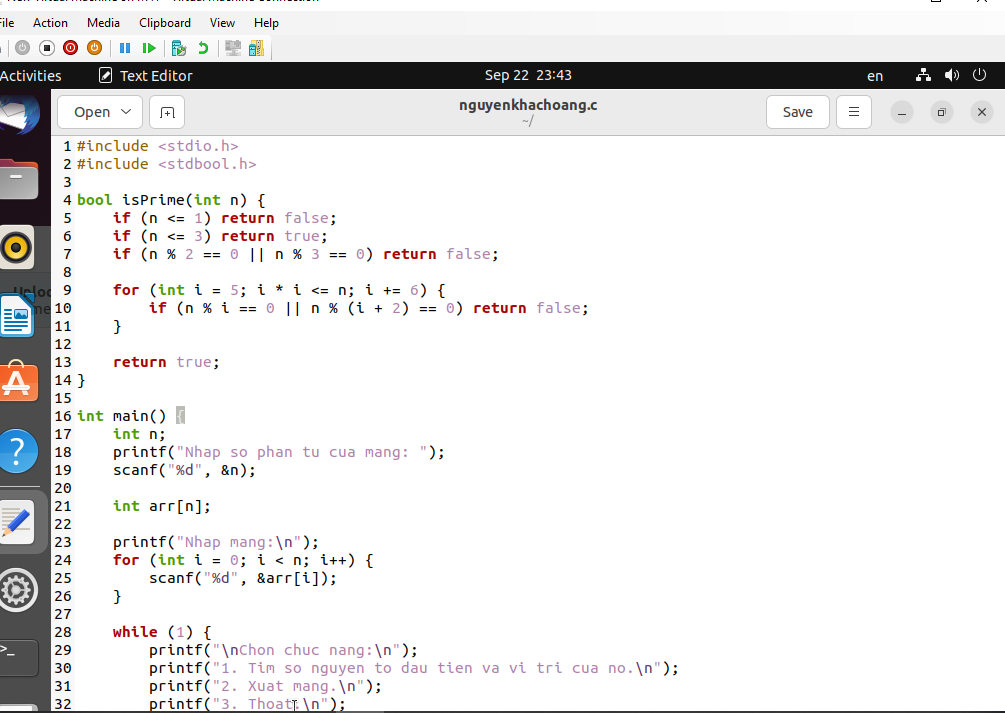 File Action Media Clipboard View Help
Activities Text Editor Sep 22 23:43 en
Open nguyenkhachoang.c Save
~/
1 #include <stdio.h>
2 #include <stdbool.h>
3
4 bool isPrime(int n) {
5     if (n <= 1) return false;
6     if (n <= 3) return true;
7     if (n % 2 == 0 || n % 3 == 0) return false;
8
9     for (int i = 5; i * i <= n; i += 6) {
10         if (n % i == 0 || n % (i + 2) == 0) return false;
11     }
12
13     return true;
14 }
15
16 int main() {
17     int n;
18     printf("Nhap so phan tu cua mang: ");
19     scanf("%d", &n);
20
21     int arr[n];
22
23     printf("Nhap mang:\n");
24     for (int i = 0; i < n; i++) {
25         scanf("%d", &arr[i]);
26     }
27
28     while (1) {
29         printf("\nChon chuc nang:\n");
30         printf("1. Tim so nguyen to dau tien va vi tri cua no.\n");
31         printf("2. Xuat mang.\n");
32         printf("3. Thoat.\n");